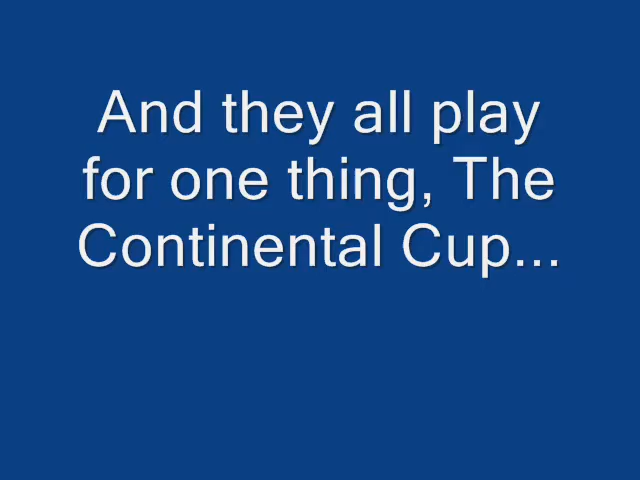 And they all play
for one thing, The
Continental Cup...